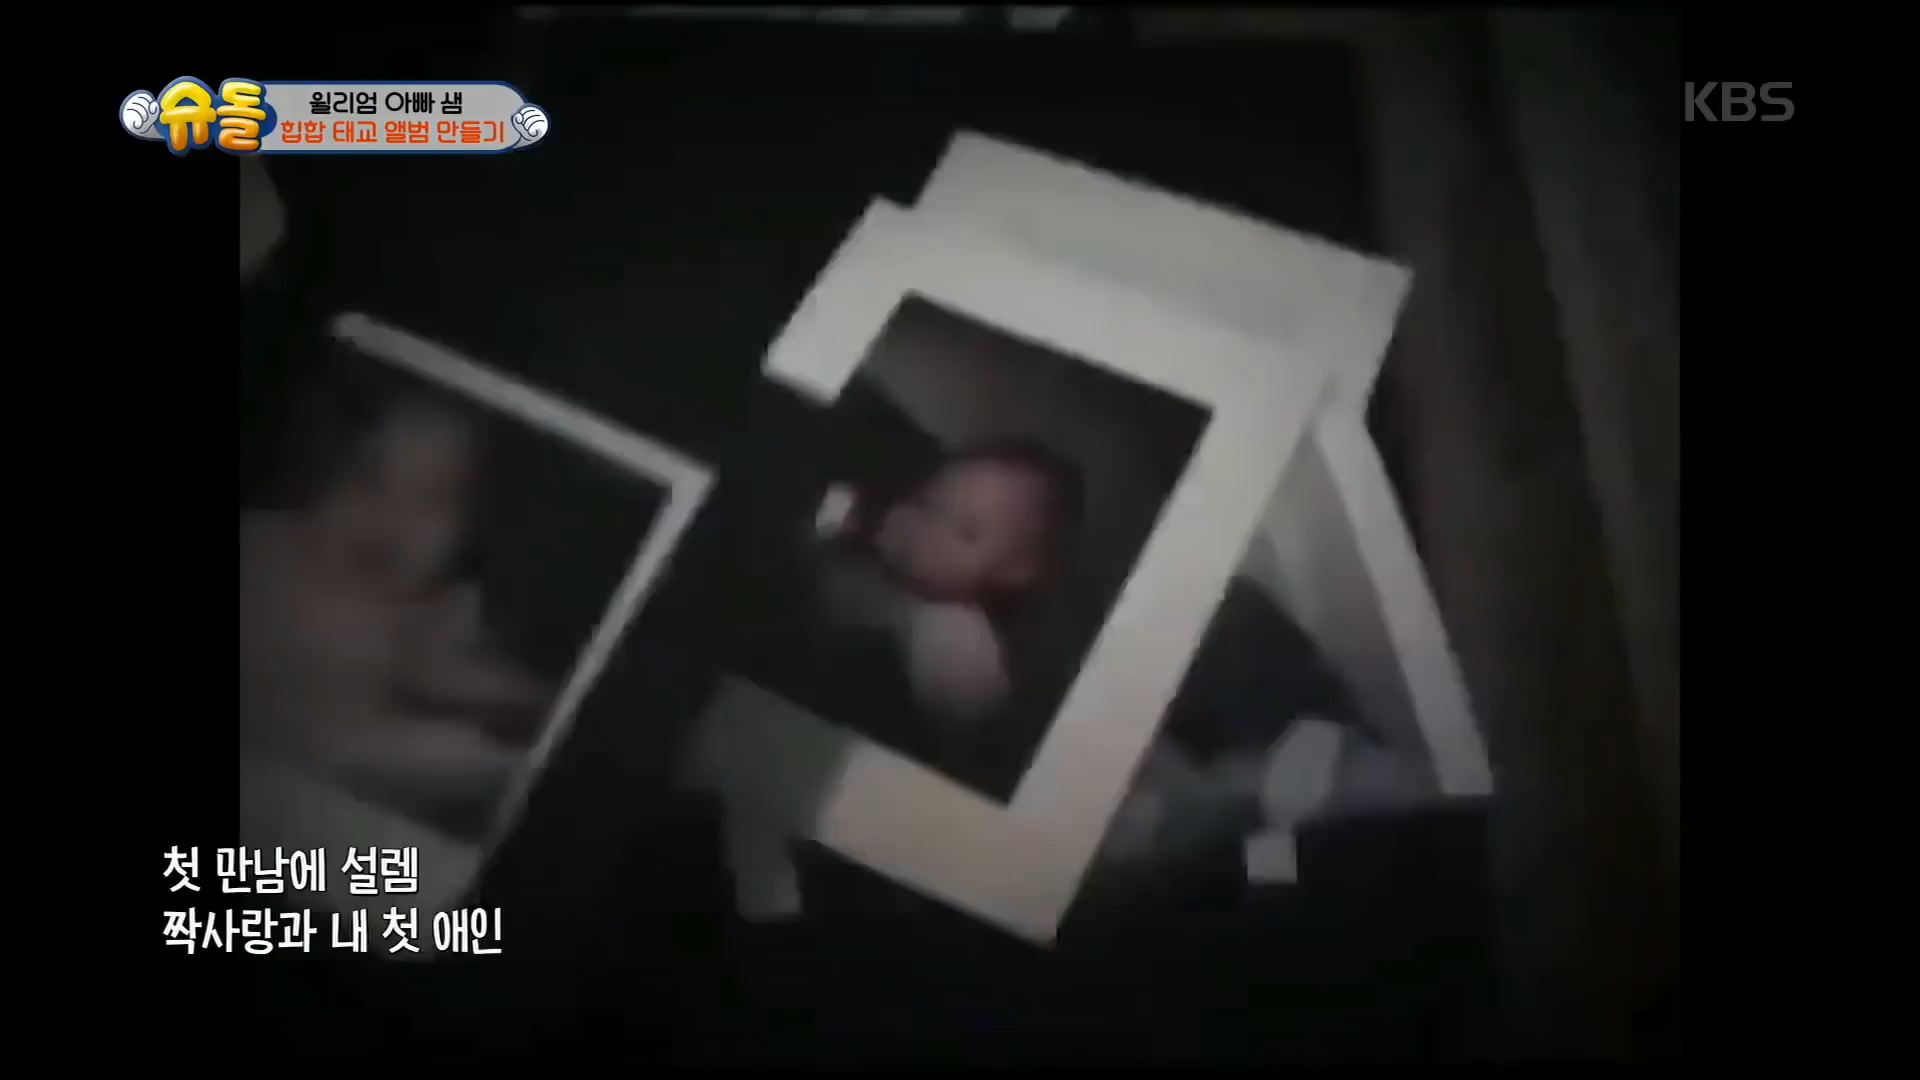 슈돌
윌리엄 아빠 샘
힙합 태교 앨범 만들기
KBS
첫 만남에 설렘
짝사랑과 내 첫 애인